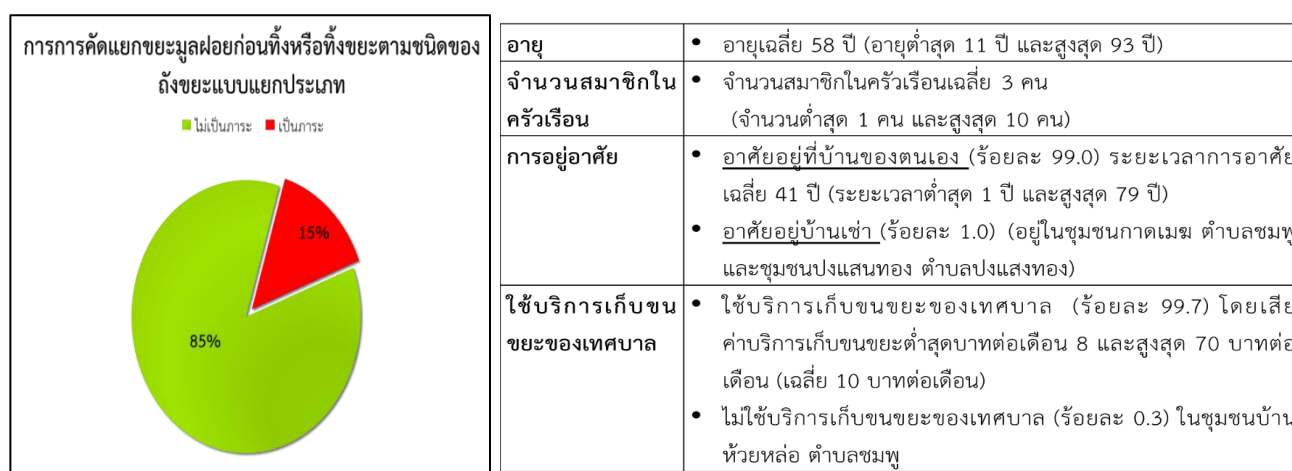 การการคัดแยกขยะมูลฝอยก่อนทิ้งหรือทิ้งขยะตามชนิดของ
ถังขยะแบบแยกประเภท
ไม่เป็นภาระ เป็นภาระ
15%
85%
อายุ
• อายุเฉลี่ย 58 ปี (อายุต่ำสุด 11 ปี และสูงสุด 93 ปี)
จำนวนสมาชิกใน
ครัวเรือน
• จำนวนสมาชิกในครัวเรือนเฉลี่ย 3 คน
(จำนวนต่ำสุด 1 คน และสูงสุด 10 คน)
การอยู่อาศัย
• อาศัยอยู่ที่บ้านของตนเอง (ร้อยละ 99.0) ระยะเวลาการอาศัย
เฉลี่ย 41 ปี (ระยะเวลาต่ำสุด 1 ปี และสูงสุด 79 ปี)
• อาศัยอยู่บ้านเช่า (ร้อยละ 1.0) (อยู่ในชุมชนกาดเมฆ ตำบลชมพู
และชุมชนปงแสนทอง ตำบลปงแสงทอง)
ใช้บริการเก็บขน
ขยะของเทศบาล
• ใช้บริการเก็บขนขยะของเทศบาล (ร้อยละ 99.7) โดยเสีย
ค่าบริการเก็บขนขยะต่ำสุดบาทต่อเดือน 8 และสูงสุด 70 บาทต่อ
เดือน (เฉลี่ย 10 บาทต่อเดือน)
• ไม่ใช้บริการเก็บขนขยะของเทศบาล (ร้อยละ 0.3) ในชุมชนบ้าน
ห้วยหล่อ ตำบลชมพู